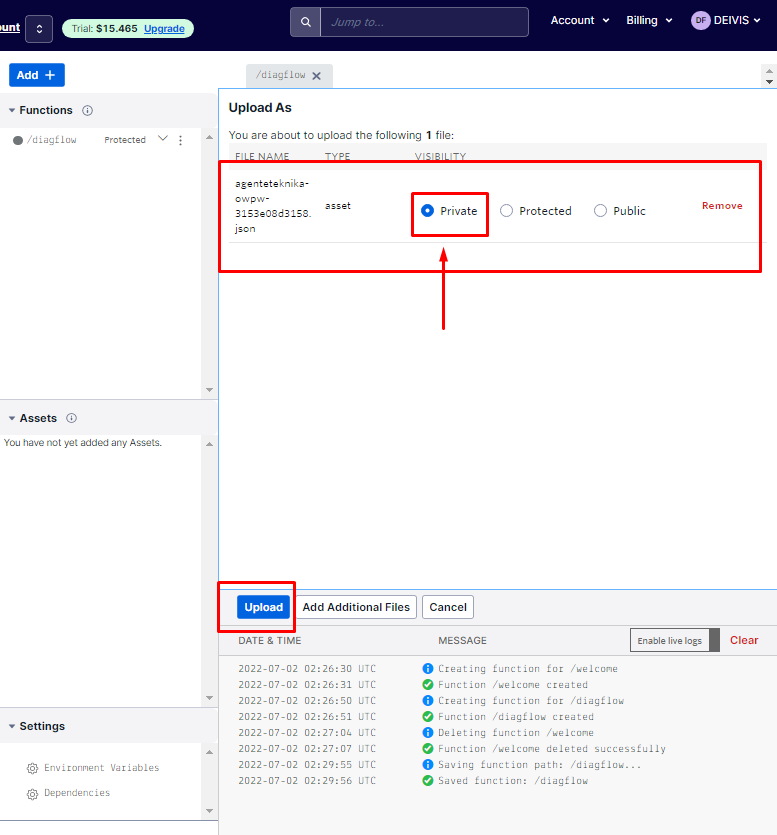 ount
Trial: $15.465 Upgrade
Jump to...
Account
Billing
DF DEIVIS
Add +
/diagflow
Functions
/diagflow Protected
Upload As
You are about to upload the following 1 file:
FILE NAME TYPE VISIBILITY
agenteteknika-
owpw-
3153e08d3158.
json
asset
Private Protected Public
Remove
Assets
You have not yet added any Assets.
Upload Add Additional Files Cancel
DATE & TIME MESSAGE Enable live logs Clear
2022-07-02 02:26:30 UTC Creating function for /welcome
2022-07-02 02:26:31 UTC Function /welcome created
2022-07-02 02:26:50 UTC Creating function for /diagflow
2022-07-02 02:26:51 UTC Function /diagflow created
2022-07-02 02:27:04 UTC Deleting function /welcome
2022-07-02 02:27:07 UTC Function /welcome deleted successfully
2022-07-02 02:29:55 UTC Saving function path: /diagflow...
2022-07-02 02:29:56 UTC Saved function: /diagflow
Settings
Environment Variables
Dependencies